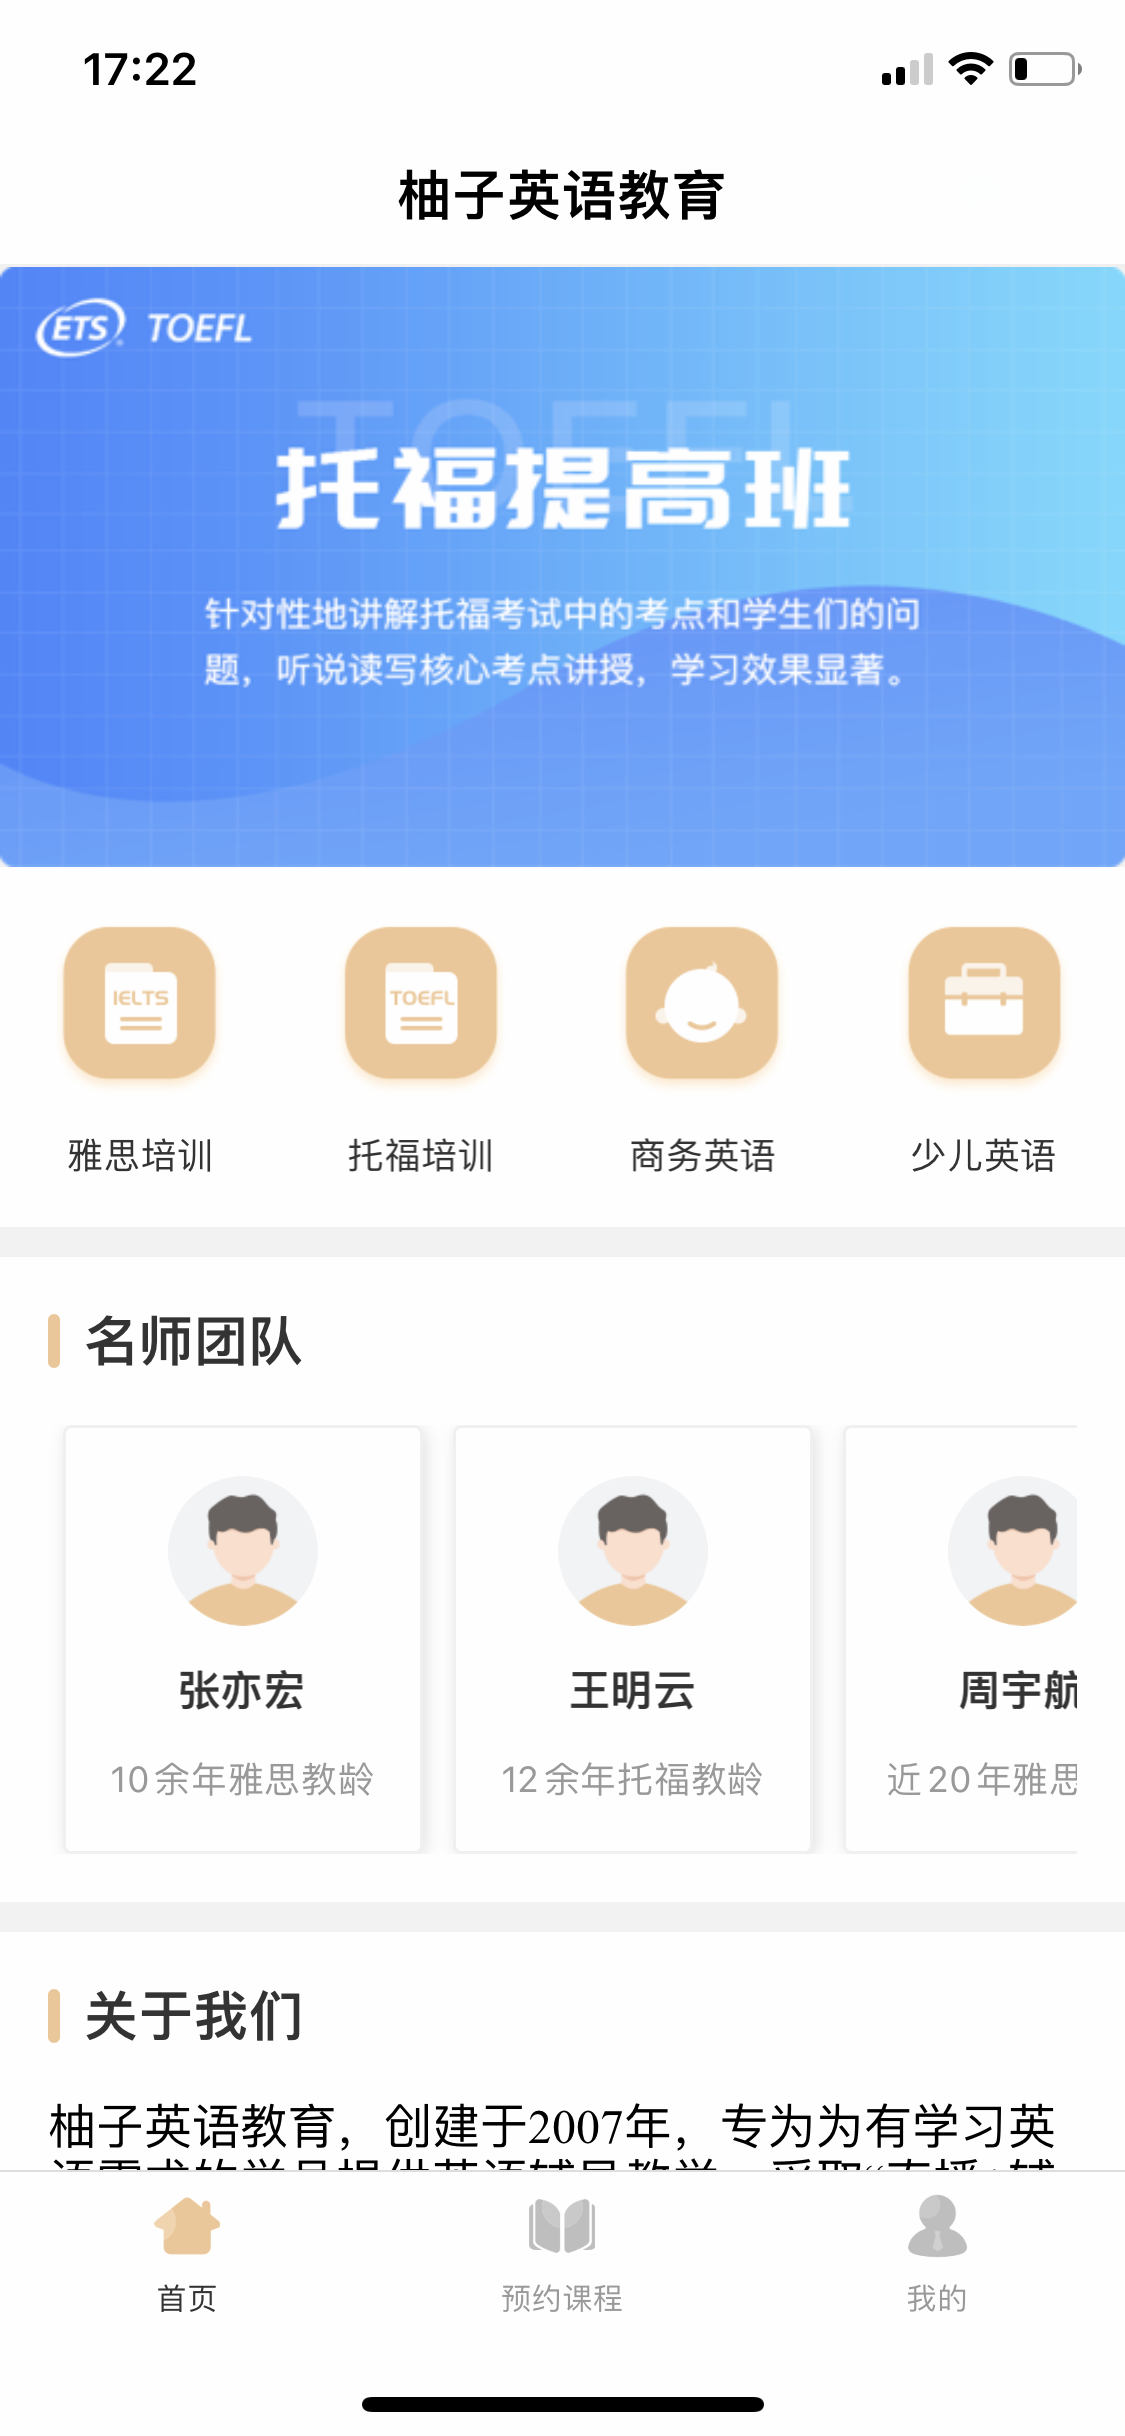 17:22
柚子英语教育
ETS TOEFL
TOEFL
托福提高班
针对性地讲解托福考试中的考点和学生们的问
题，听说读写核心考点讲授，学习效果显著。
IELTS
TOEFL
雅思培训
托福培训
商务英语
少儿英语
名师团队
张亦宏
王明云
周宇航
10余年雅思教龄
12余年托福教龄
近20年雅思
关于我们
柚子英语教育，创建于2007年，专为为有学习英
首页
预约课程
我的